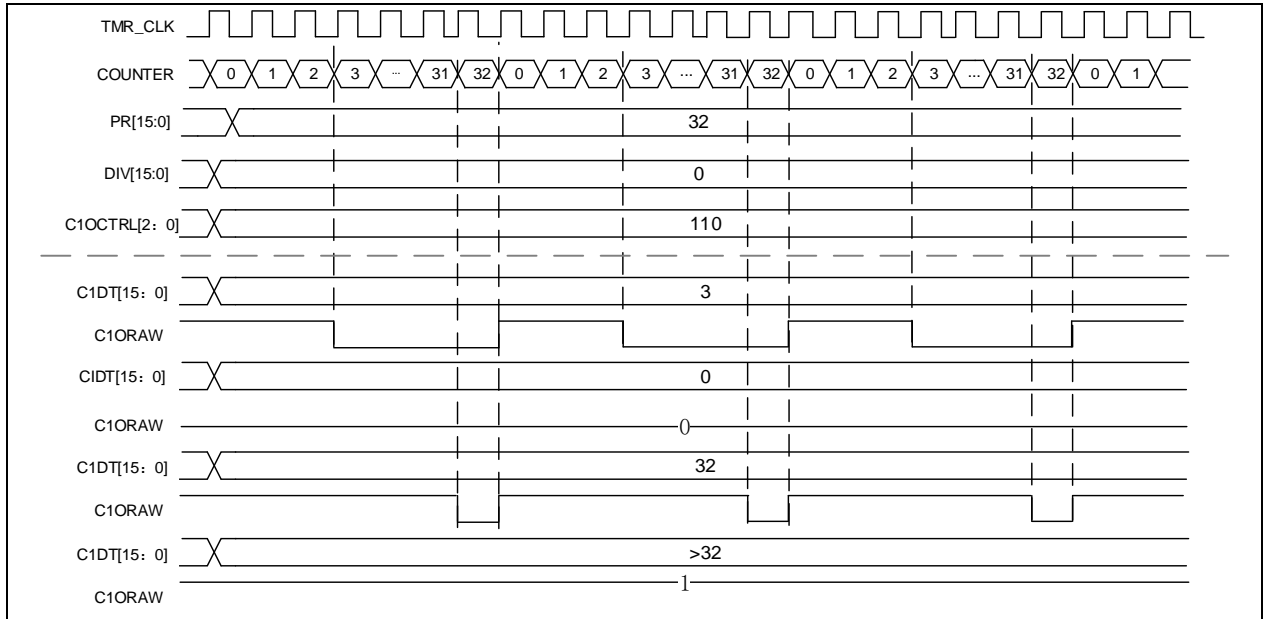 TMR_CLK
COUNTER 0 1 2 3 ... 31 32 0 1 2 3 ... 31 32 0 1 2 3 ... 31 32 0 1
PR[15:0] 32
DIV[15:0] 0
C1OCTRL[2：0] 110
C1DT[15：0] 3
C1ORAW
CIDT[15：0] 0
C1ORAW 0
C1DT[15：0] 32
C1ORAW
C1DT[15：0] >32
C1ORAW 1